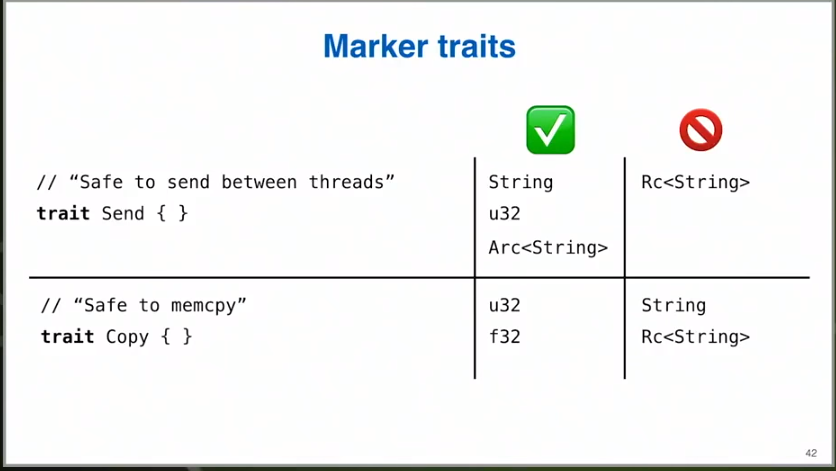 Marker traits
// “Safe to send between threads”
trait Send { }
String
u32
Arc<String>
Rc<String>
// “Safe to memcpy”
trait Copy { }
u32
f32
String
Rc<String>
42